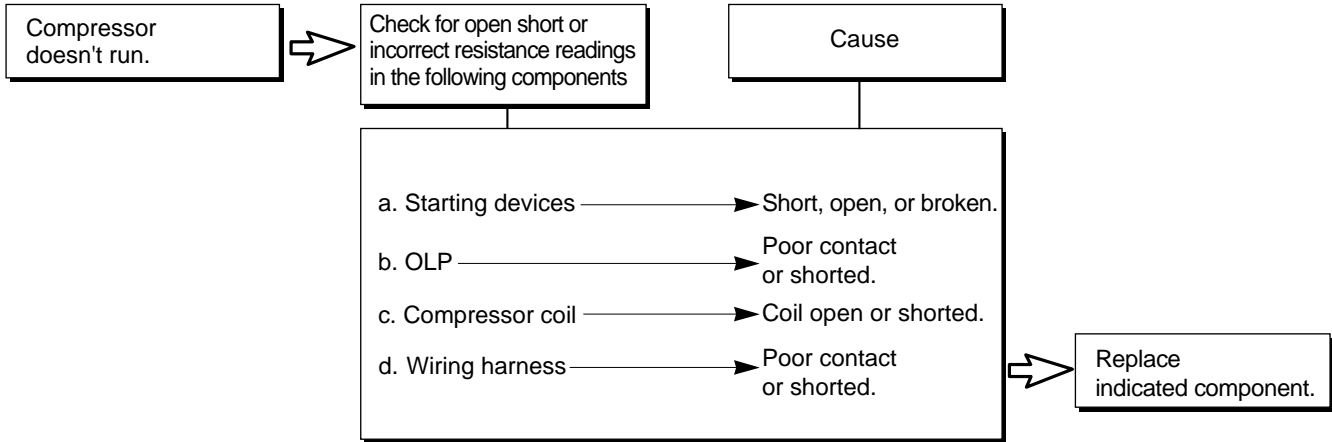 Compressor
doesn't run.
Check for open short or
incorrect resistance readings
in the following components
Cause
a. Starting devices
Short, open, or broken.
b. OLP
Poor contact
or shorted.
c. Compressor coil
Coil open or shorted.
d. Wiring harness
Poor contact
or shorted.
Replace
indicated component.